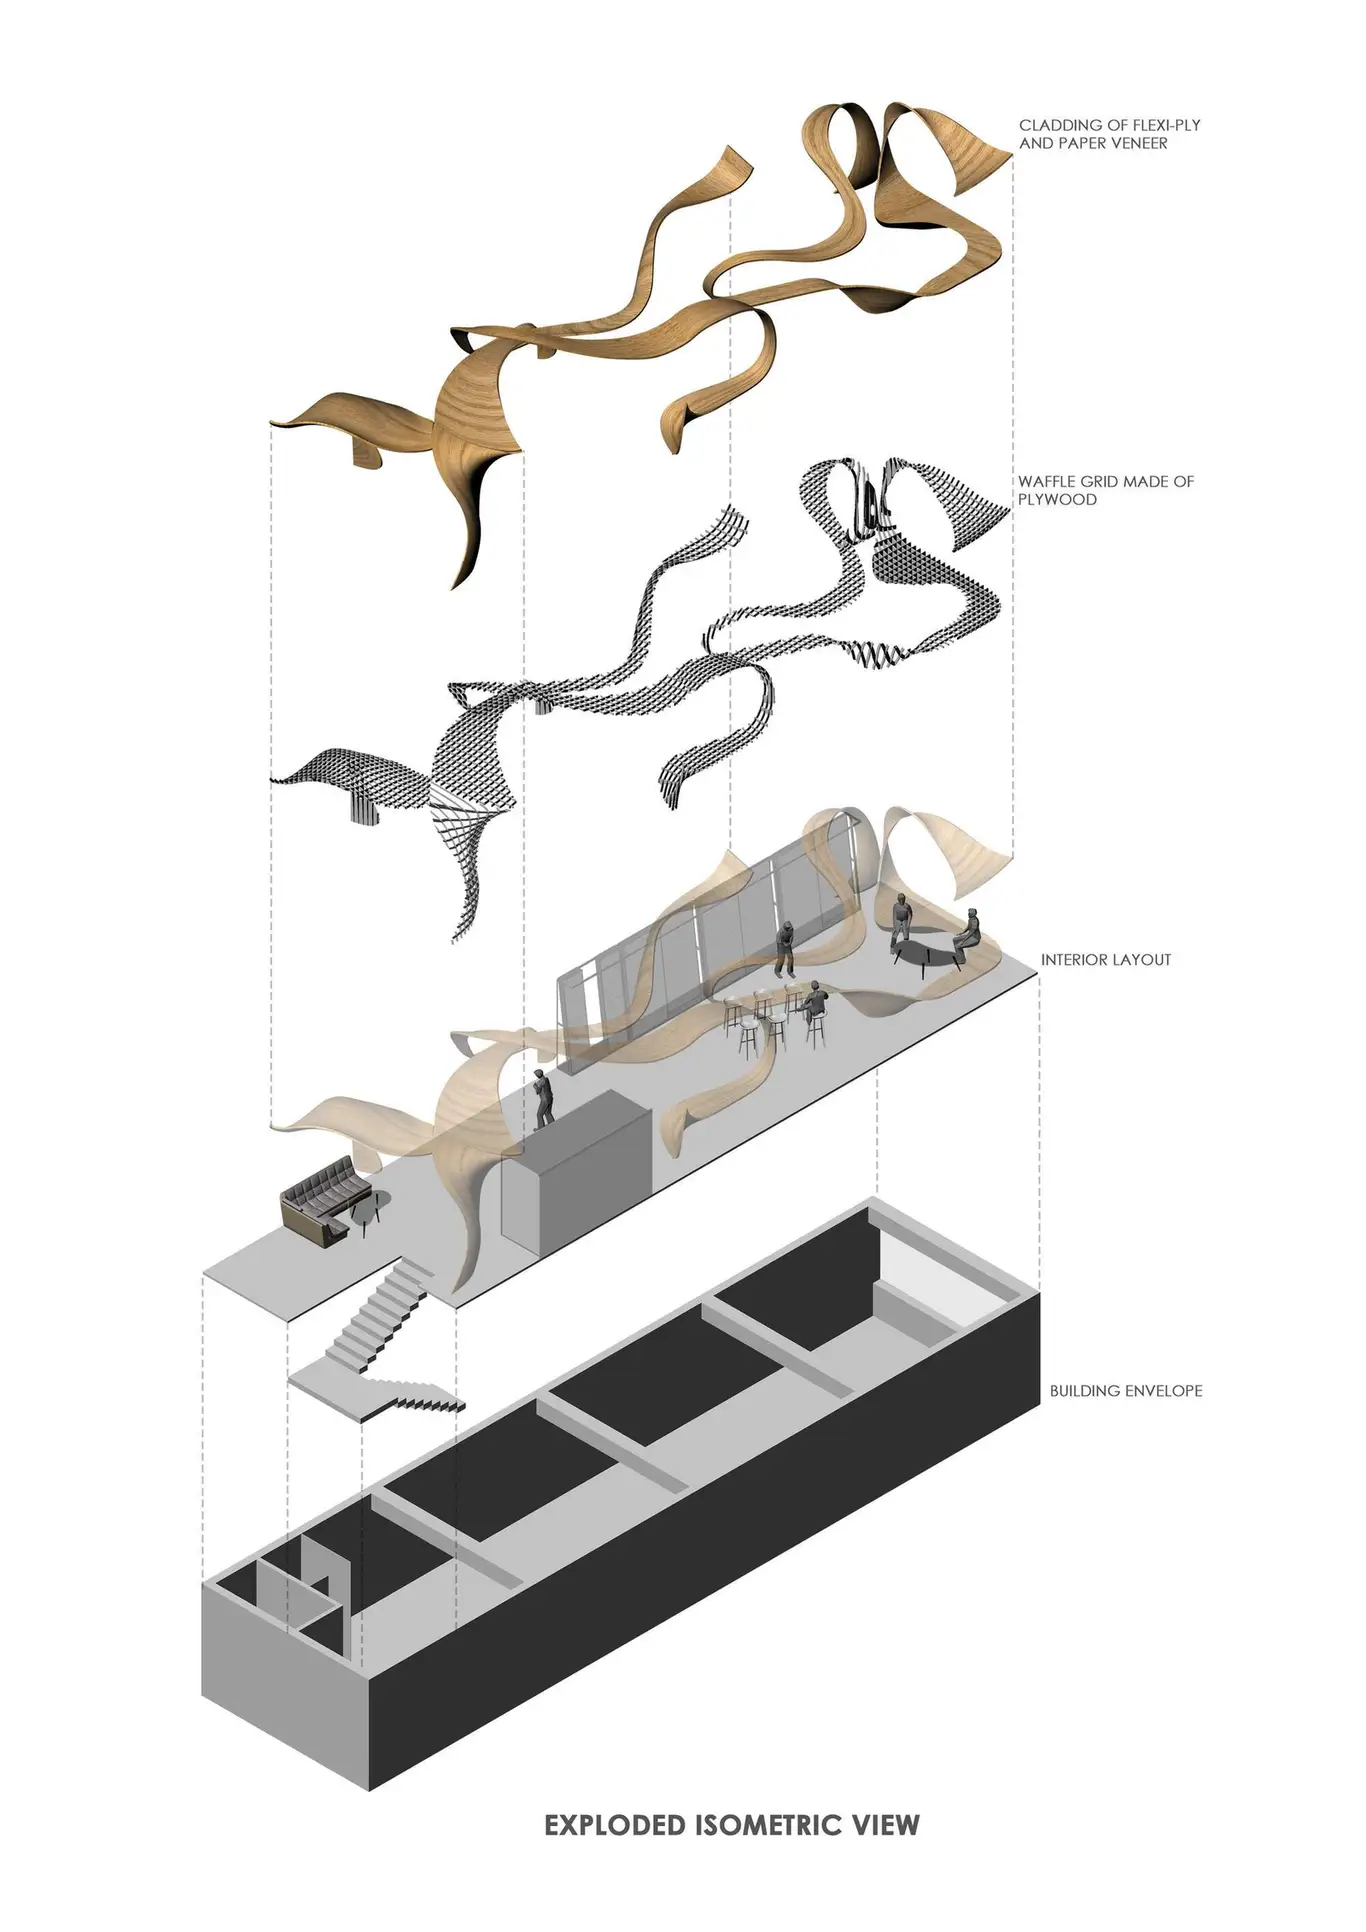 CLADDING OF FLEXI-PLY
AND PAPER VENEER
WAFFLE GRID MADE OF
PLYWOOD
INTERIOR LAYOUT
BUILDING ENVELOPE
EXPLODED ISOMETRIC VIEW